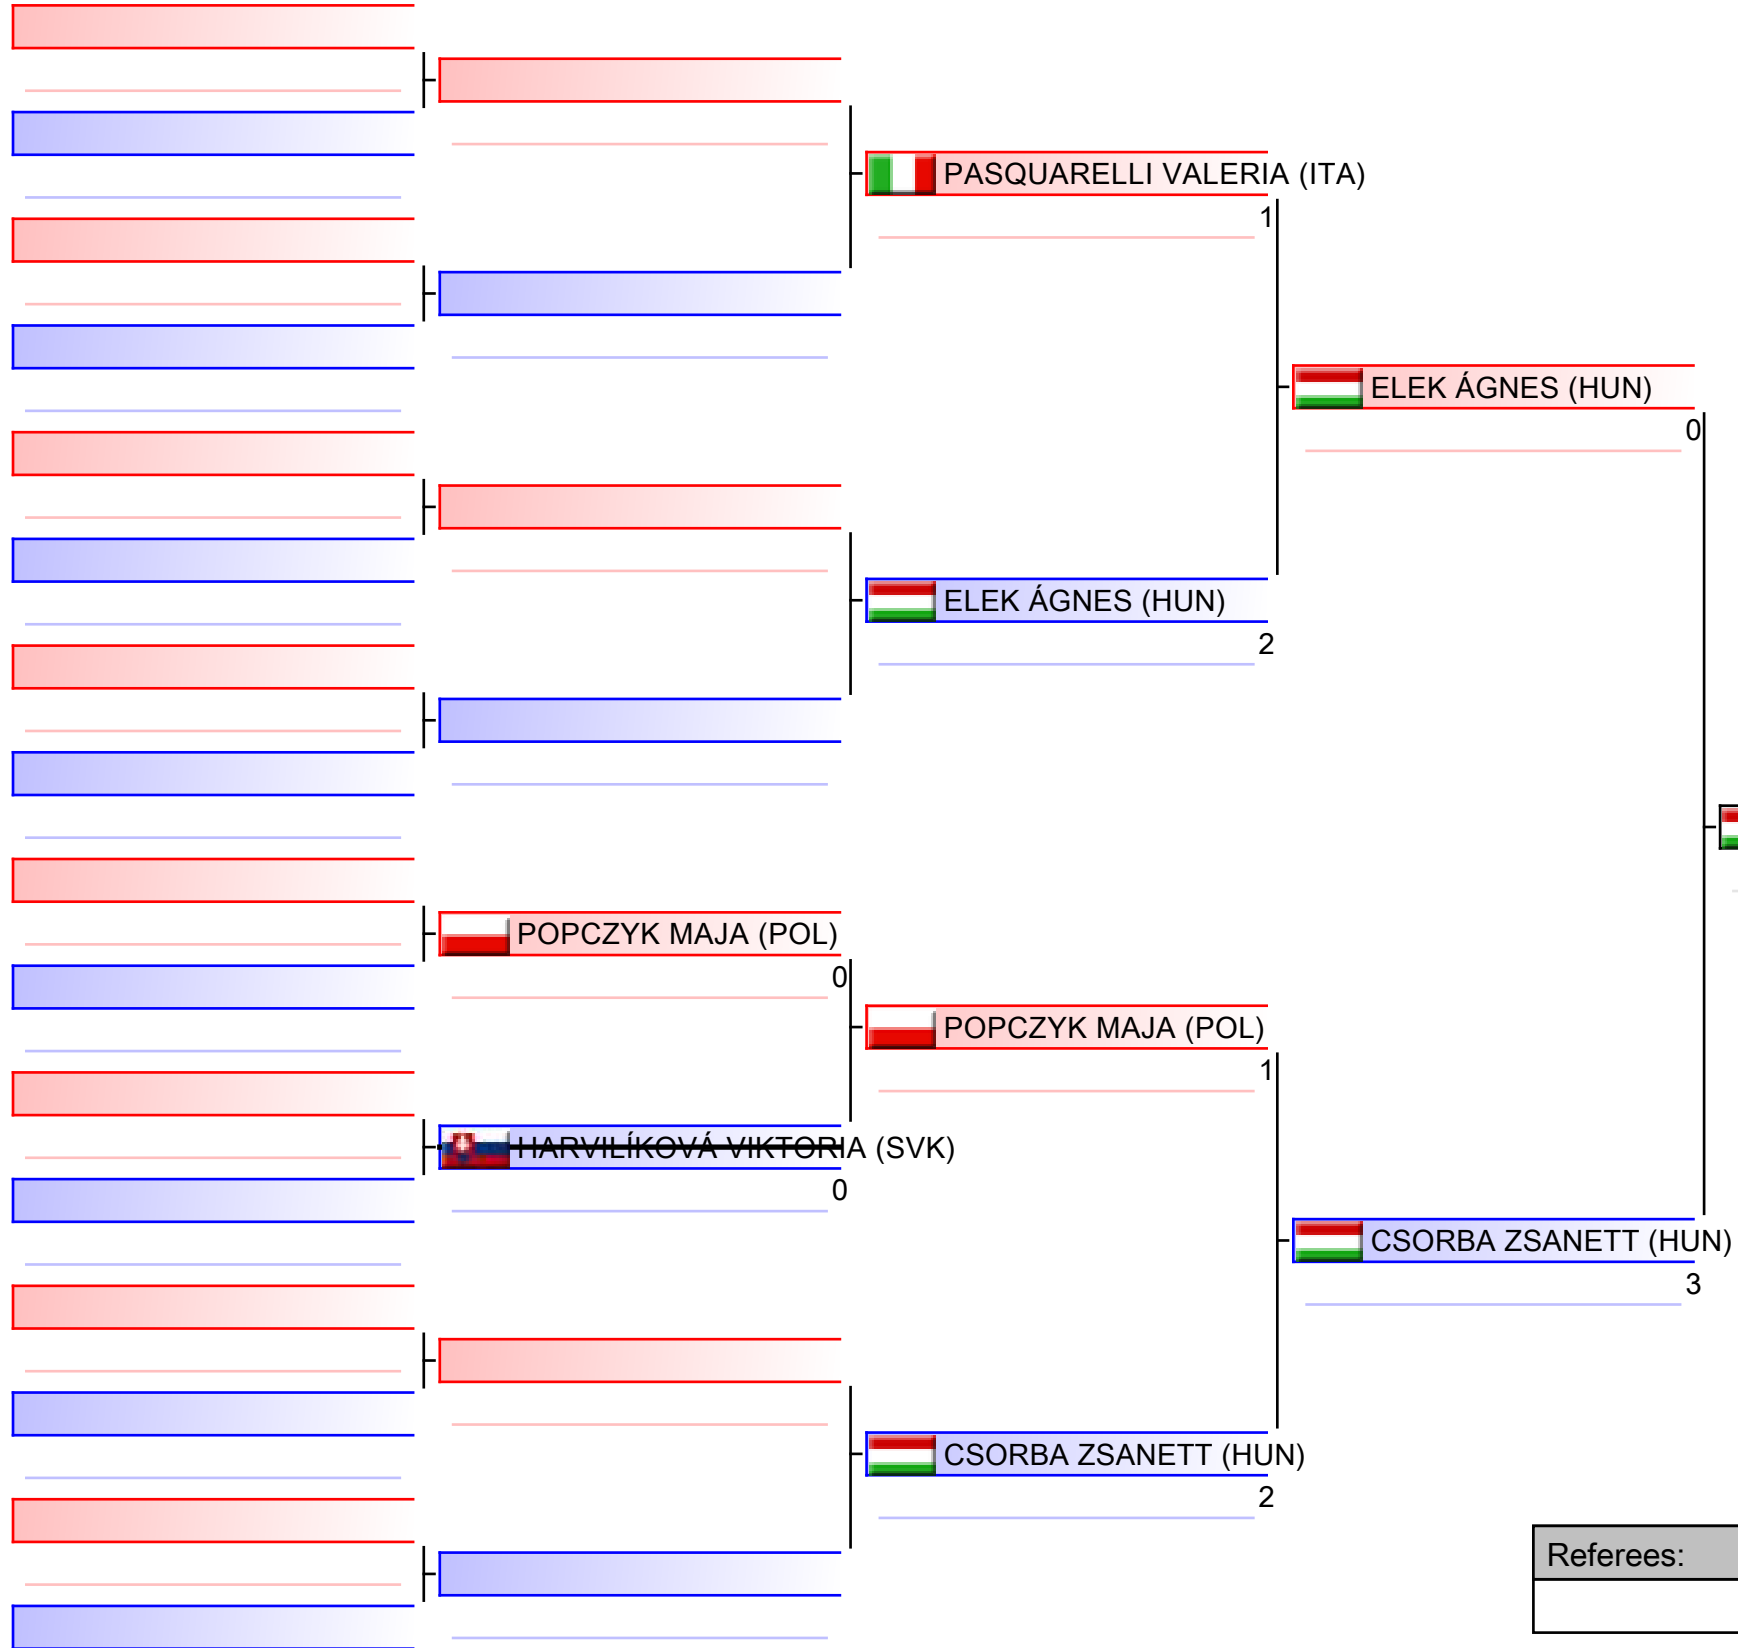 PASQUARELLI VALERIA (ITA)
1
ELEK ÁGNES (HUN)
0
ELEK ÁGNES (HUN)
2
POPCZYK MAJA (POL)
0
POPCZYK MAJA (POL)
1
HARVILÍKOVÁ VIKTORIA (SVK)
0
CSORBA ZSANETT (HUN)
3
CSORBA ZSANETT (HUN)
2
Referees: